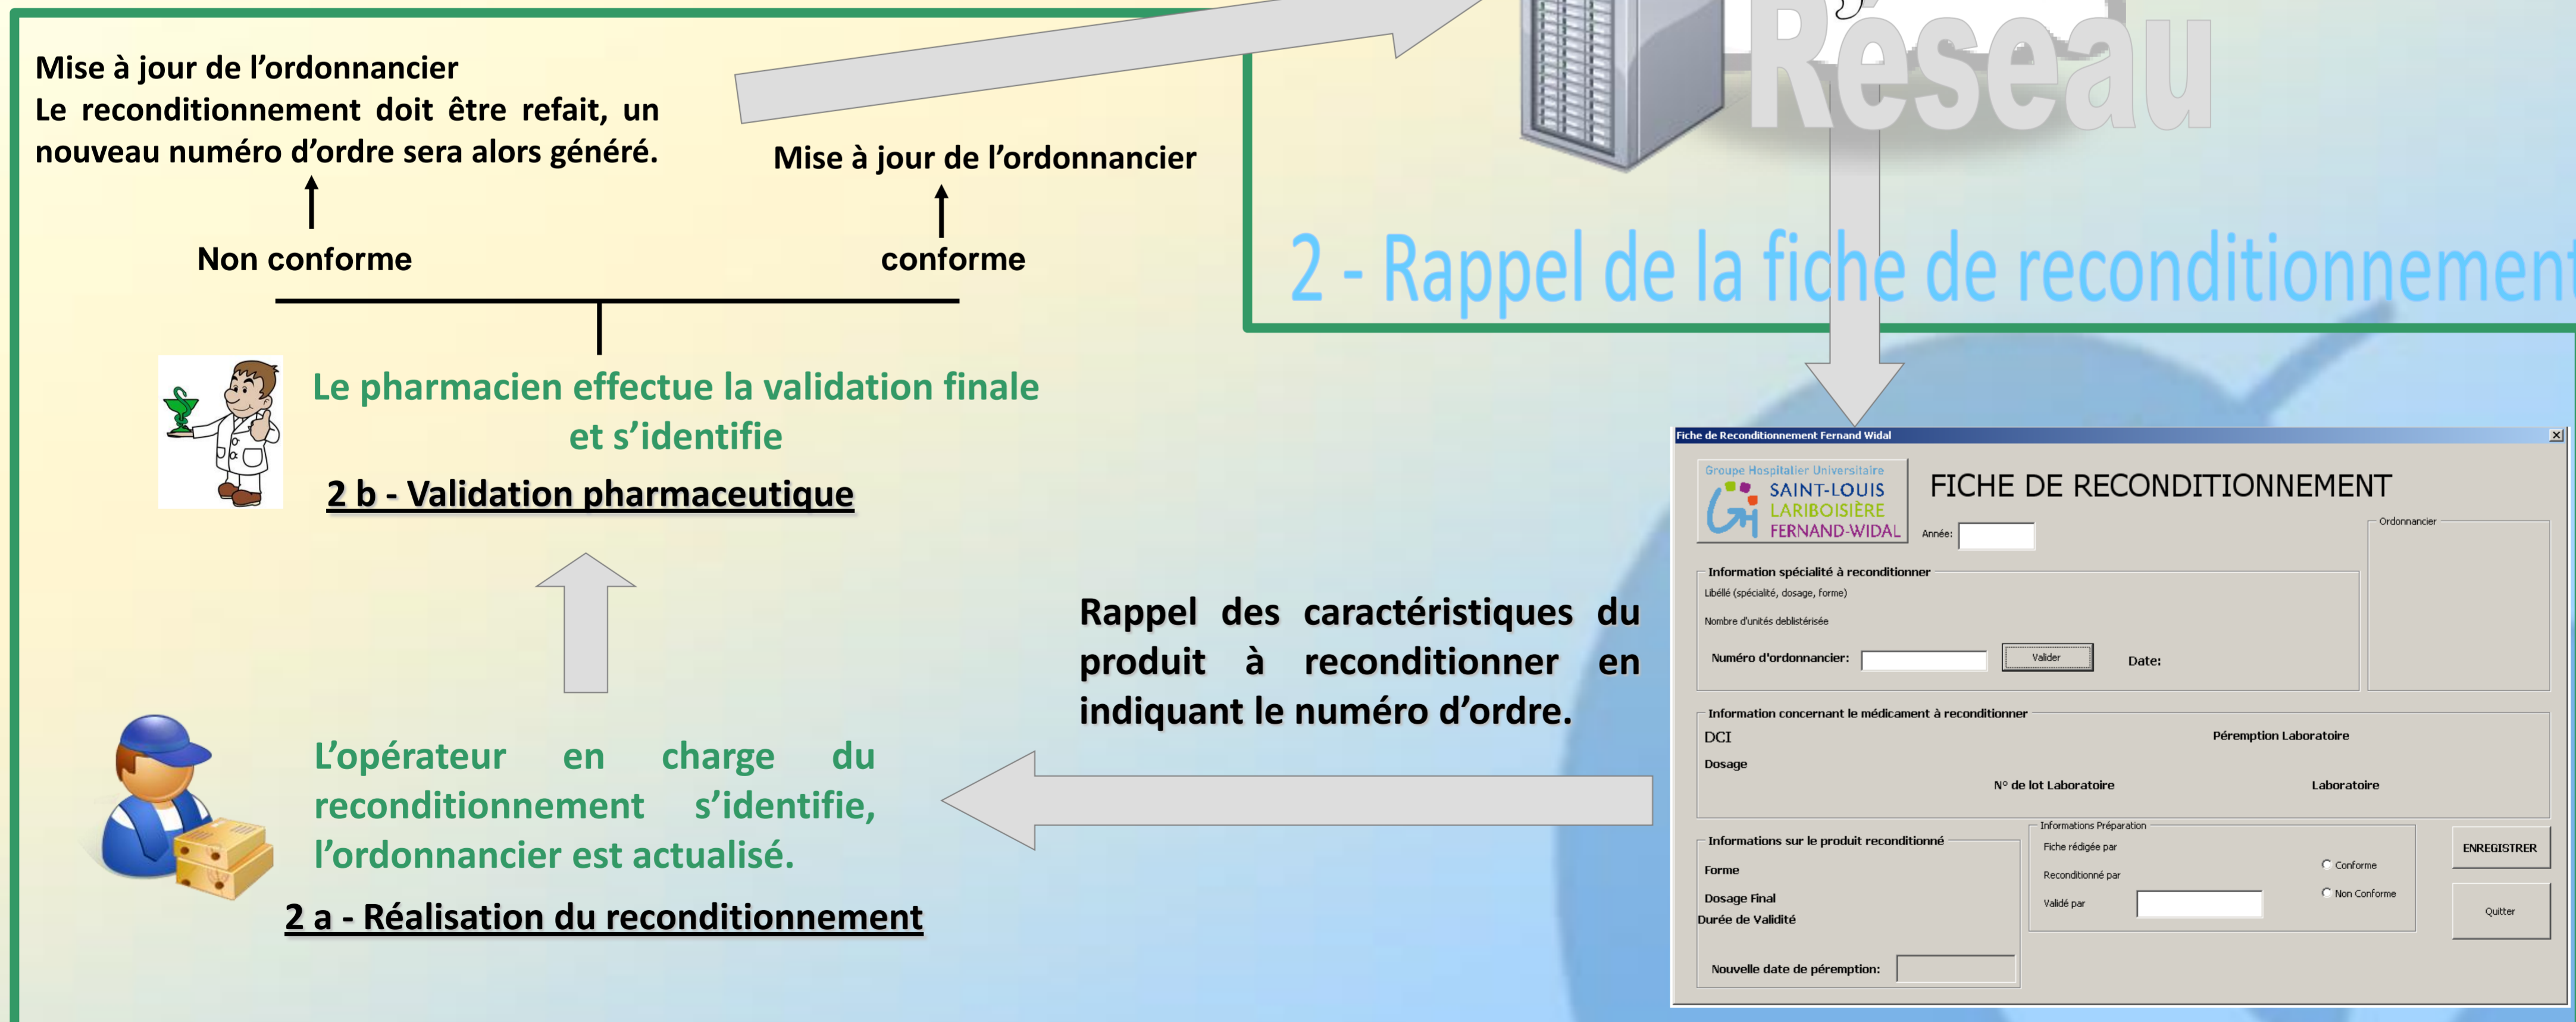 Réseau
2 - Rappel de la fiche de reconditionnement
Mise à jour de l’ordonnancier
Le reconditionnement doit être refait, un
nouveau numéro d’ordre sera alors généré.
Mise à jour de l’ordonnancier
Non conforme
conforme
Le pharmacien effectue la validation finale
et s’identifie
2 b - Validation pharmaceutique
L’opérateur en charge du
reconditionnement s’identifie,
l’ordonnancier est actualisé.
2 a - Réalisation du reconditionnement
Rappel des caractéristiques du
produit à reconditionner en
indiquant le numéro d’ordre.
Fiche de Reconditionnement Fernand Widal
Groupe Hospitalier Universitaire
SAINT-LOUIS
LARIBOISIÈRE
FERNAND-WIDAL
FICHE DE RECONDITIONNEMENT
Année:
Ordonnancier
Information spécialité à reconditionner
Libéllé (spécialité, dosage, forme)
Nombre d'unités deblistérisée
Numéro d'ordonnancier: Valider Date:
Information concernant le médicament à reconditionner
DCI Péremption Laboratoire
Dosage
N° de lot Laboratoire Laboratoire
Informations sur le produit reconditionné
Forme
Dosage Final
Durée de Validité
Nouvelle date de péremption:
Informations Préparation
Fiche rédigée par
Conforme
Reconditionné par
Non Conforme
Validé par
ENREGISTRER
Quitter